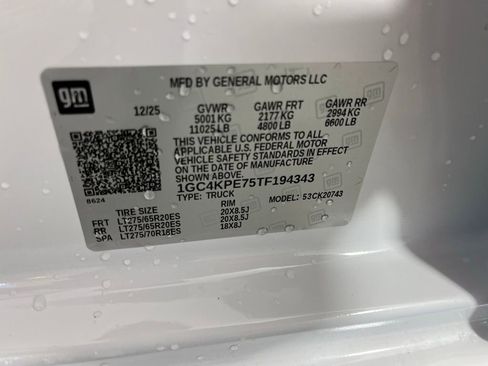 gm
MFD BY GENERAL MOTORS LLC
12/25 GVWR GAWR FRT GAWR RR
5001 KG 2177 KG 2994 KG
11025 LB 4800 LB 6600 LB
THIS VEHICLE CONFORMS TO ALL
APPLICABLE U.S. FEDERAL MOTOR
VEHICLE SAFETY STANDARDS IN EFFECT
ON THE DATE OF MANUFACTURE
SHOWN ABOVE.
1GC4KPE75TF194343
TYPE: TRUCK MODEL: 53CK20743
8624
TIRE SIZE RIM
FRT LT275/65R20ES 20X8.5J
RR LT275/65R20ES 20X8.5J
SPA LT275/70R18ES 18X8J